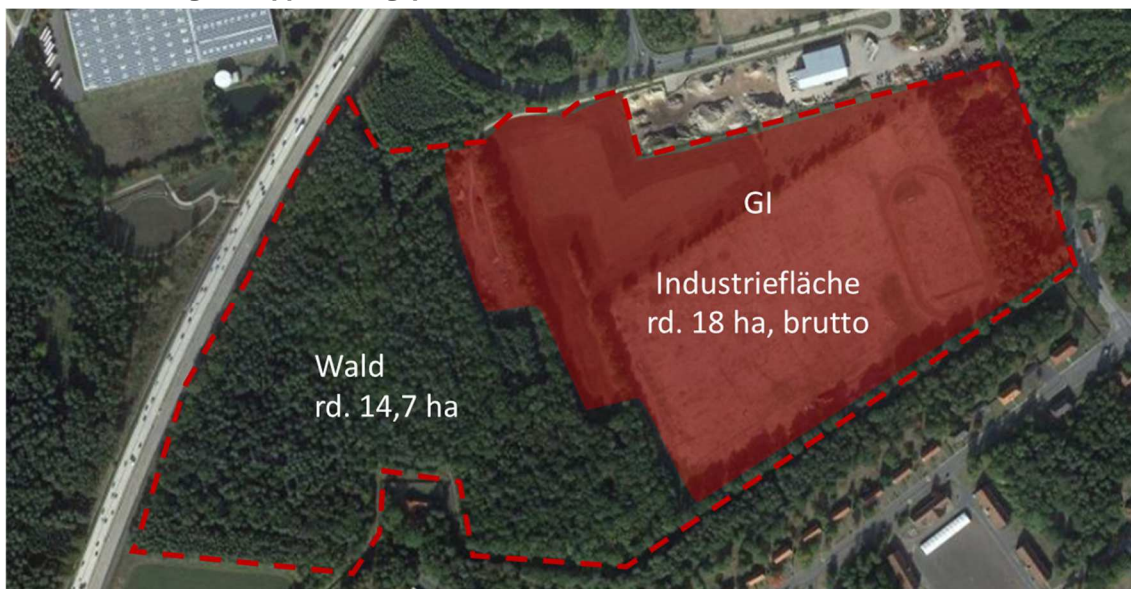 GI
Industriefläche
rd. 18 ha, brutto
Wald
rd. 14,7 ha